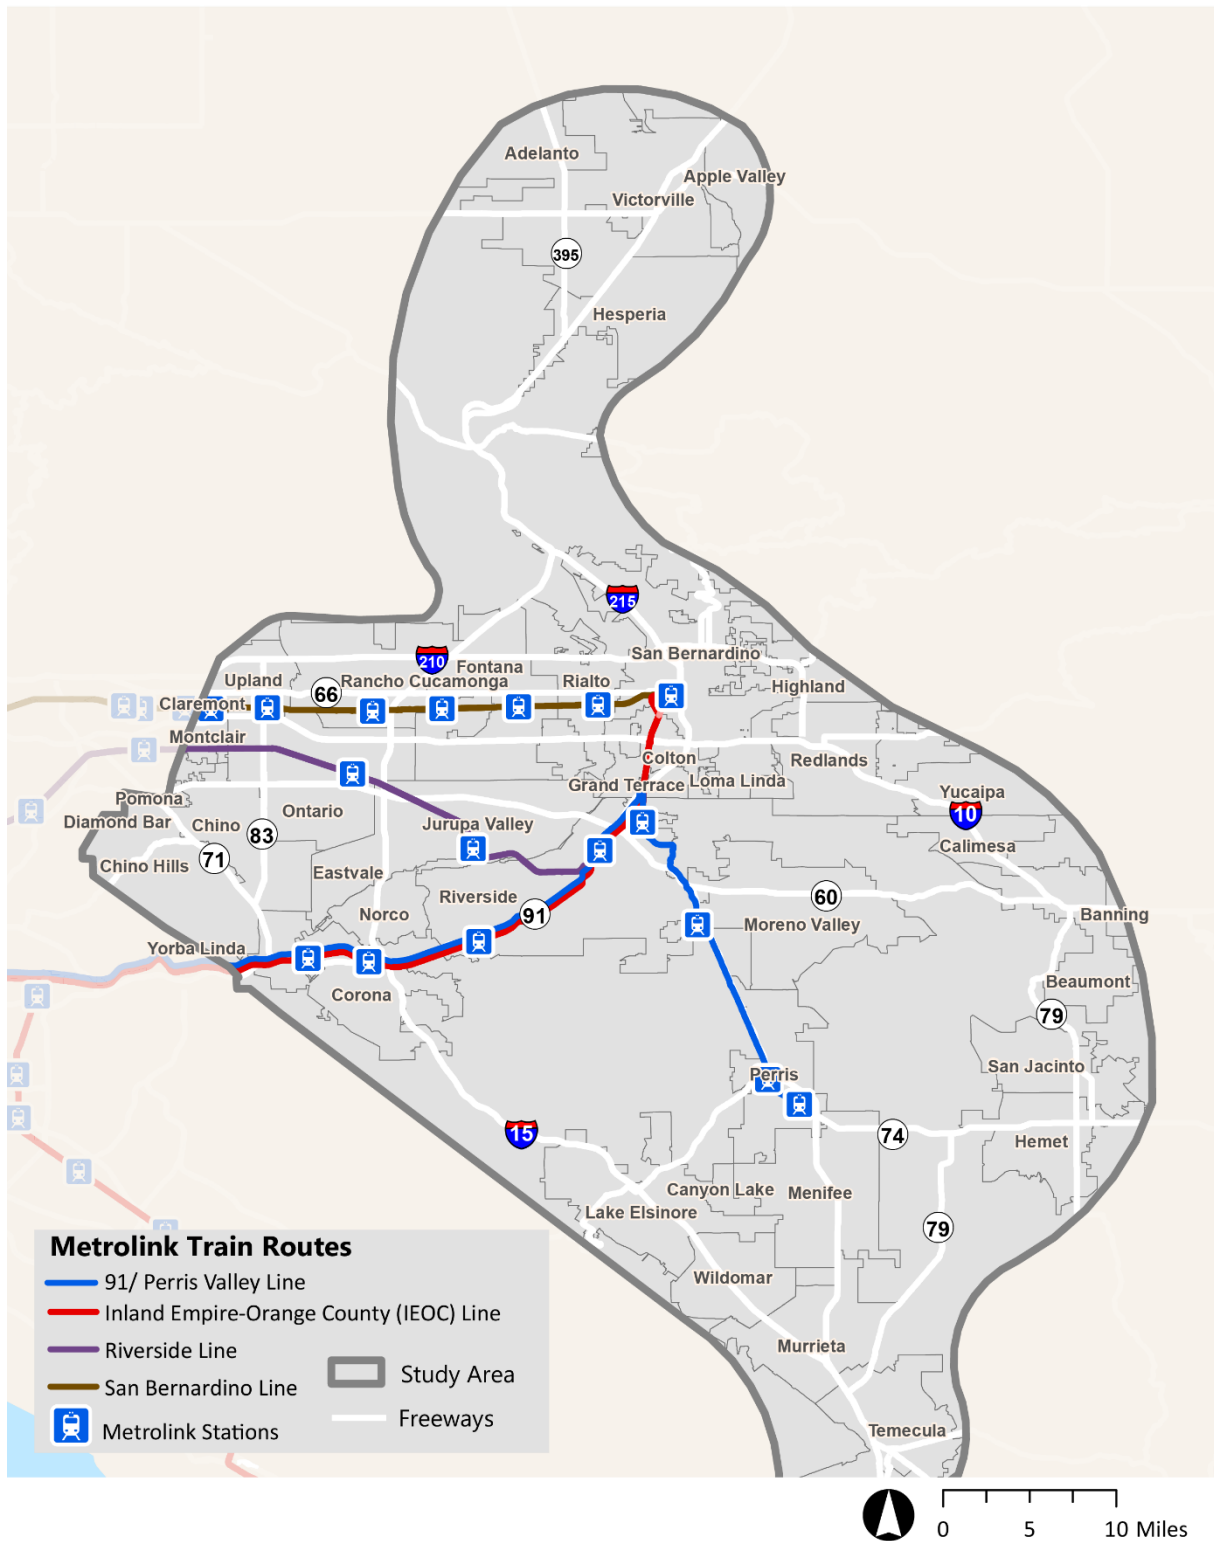 Adelanto
Apple Valley
Victorville
395
Hesperia
215
San Bernardino
210
Fontana
Upland
66
Rancho Cucamonga
Rialto
Highland
Claremont
Montclair
Colton
Redlands
Grand Terrace
Loma Linda
Pomona
Yucaipa
Diamond Bar
Chino
83
Ontario
Jurupa Valley
10
Chino Hills
71
Calimesa
Eastvale
Riverside
60
Norco
91
Moreno Valley
Banning
Yorba Linda
Corona
Beaumont
79
Perris
San Jacinto
15
74
Hemet
Canyon Lake
Menifee
Lake Elsinore
79
Wildomar
Murrieta
Temecula
Metrolink Train Routes
91/ Perris Valley Line
Inland Empire-Orange County (IEOC) Line
Riverside Line
San Bernardino Line
Metrolink Stations
Study Area
Freeways
0 5 10 Miles